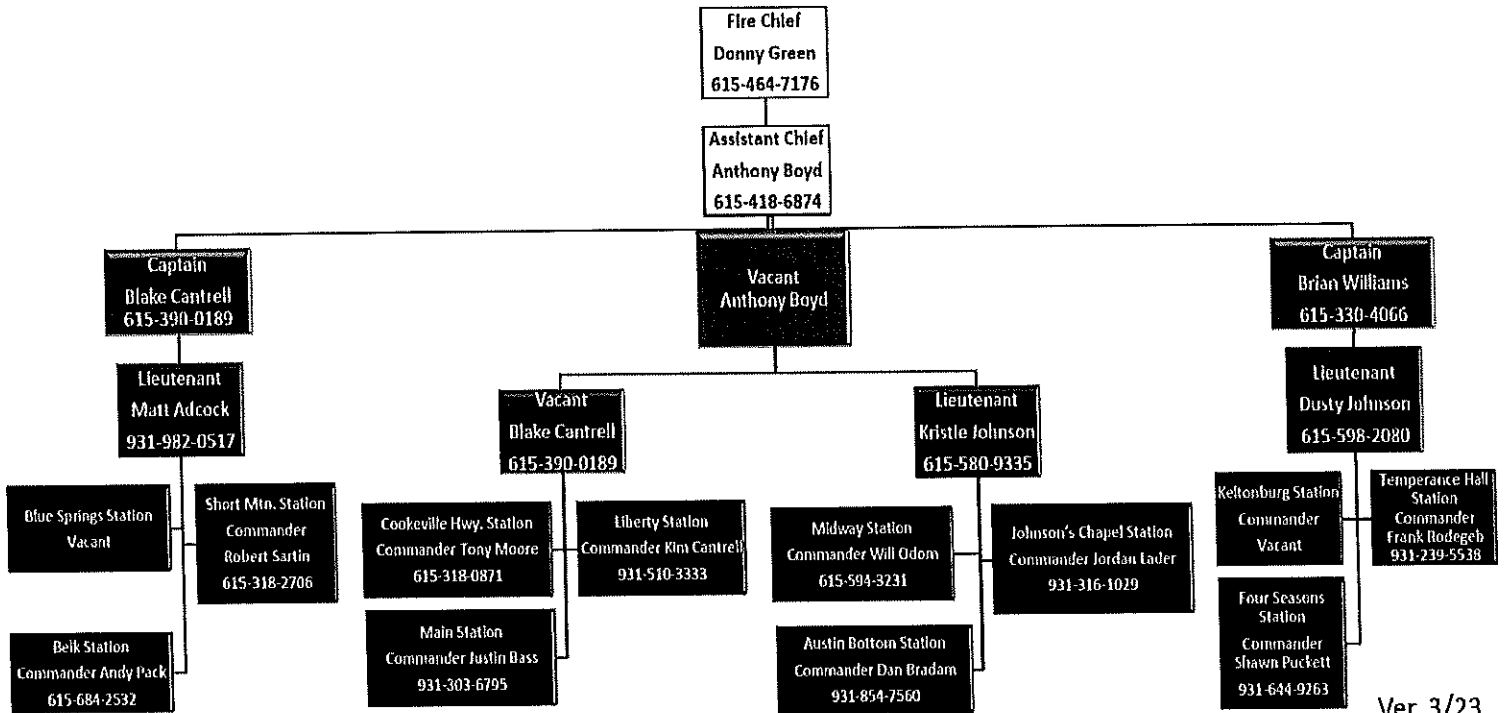 Fire Chief
Donny Green
615-464-7176
Assistant Chief
Anthony Boyd
615-418-6874
Captain
Blake Cantrell
615-390-0189
Vacant
Anthony Boyd
Captain
Brian Williams
615-330-4066
Lieutenant
Matt Adcock
931-982-0517
Vacant
Blake Cantrell
615-390-0189
Lieutenant
Kristie Johnson
615-580-9335
Lieutenant
Dusty Johnson
615-598-2080
Blue Springs Station
Vacant
Short Mtn. Station
Commander
Robert Sartin
615-318-2706
Belk Station
Commander Andy Pack
615-684-2532
Cookeville Hwy. Station
Commander Tony Moore
615-318-0871
Liberty Station
Commander Kim Cantrell
931-510-3333
Main Station
Commander Justin Bass
931-303-6795
Midway Station
Commander Will Odom
615-594-3231
Johnson's Chapel Station
Commander Jordan Lader
931-316-1029
Austin Bottom Station
Commander Dan Bradam
931-854-7560
Keltonburg Station
Commander
Vacant
Temperance Hall
Station
Commander
Frank Rodegeb
931-239-5538
Four Seasons
Station
Commander
Shawn Puckett
931-644-9263
Ver. 3/23